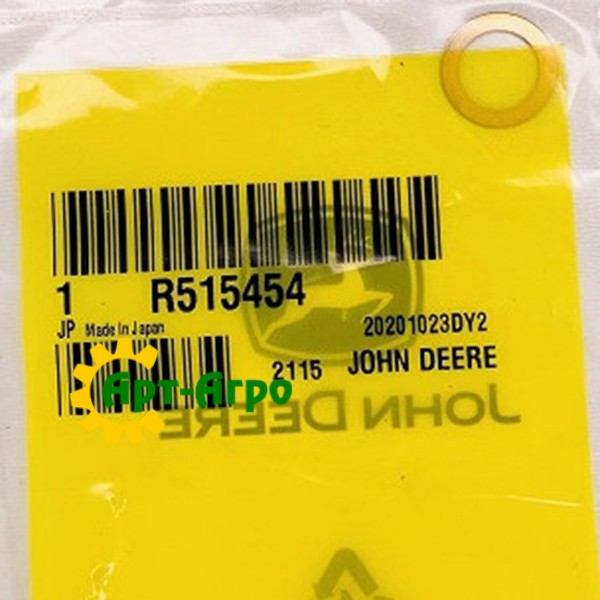 1 R515454
JP Made In Japan 20201023DY2
2115 JOHN DEERE
Арт-Агро
JOHN DEERE